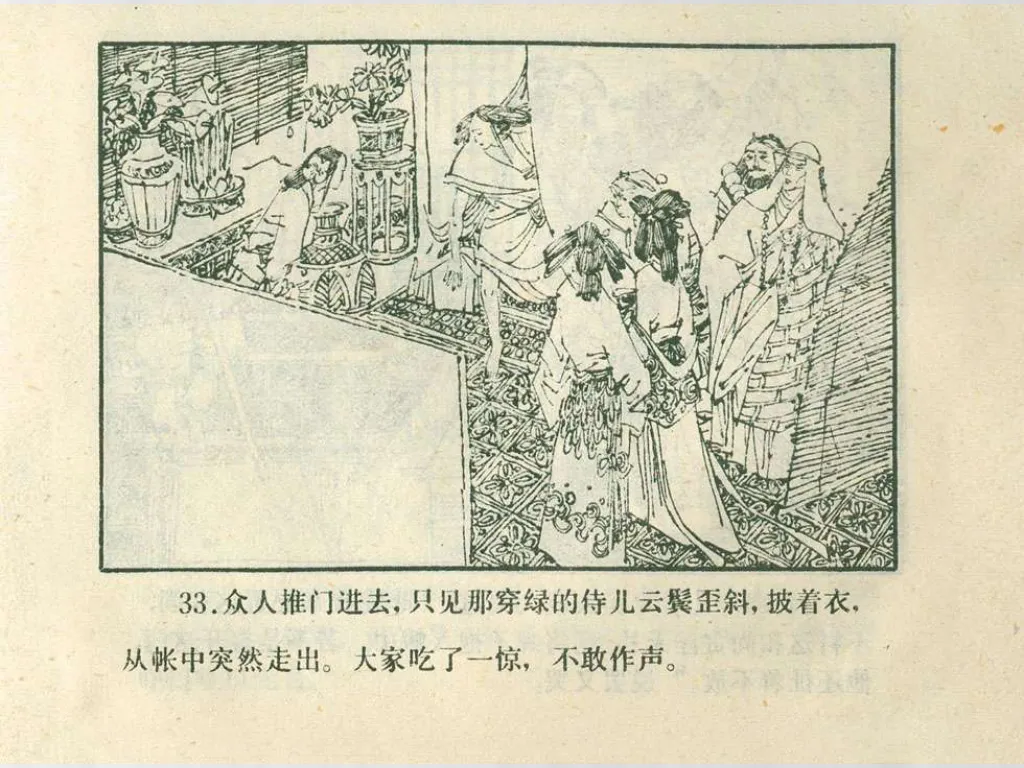 33.众人推门进去,只见那穿绿的侍儿云鬓歪斜,披着衣,
从帐中突然走出。大家吃了一惊,不敢作声。